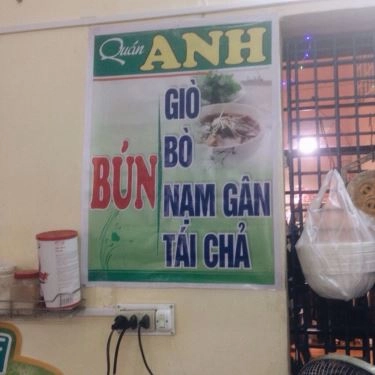 Quán ANH
BÚN
GIÒ
BÒ
NẠM GÂN
TÁI CHẢ